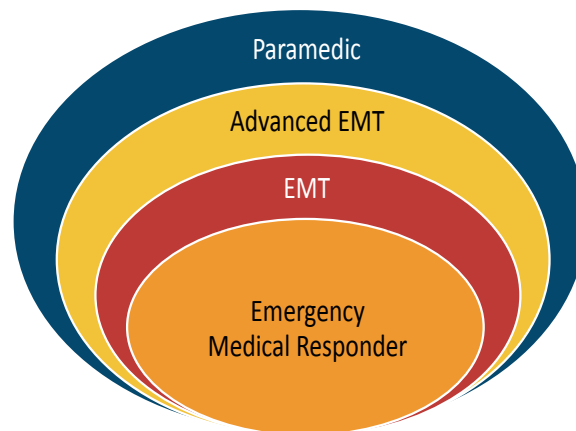 Paramedic
Advanced EMT
EMT
Emergency
Medical Responder